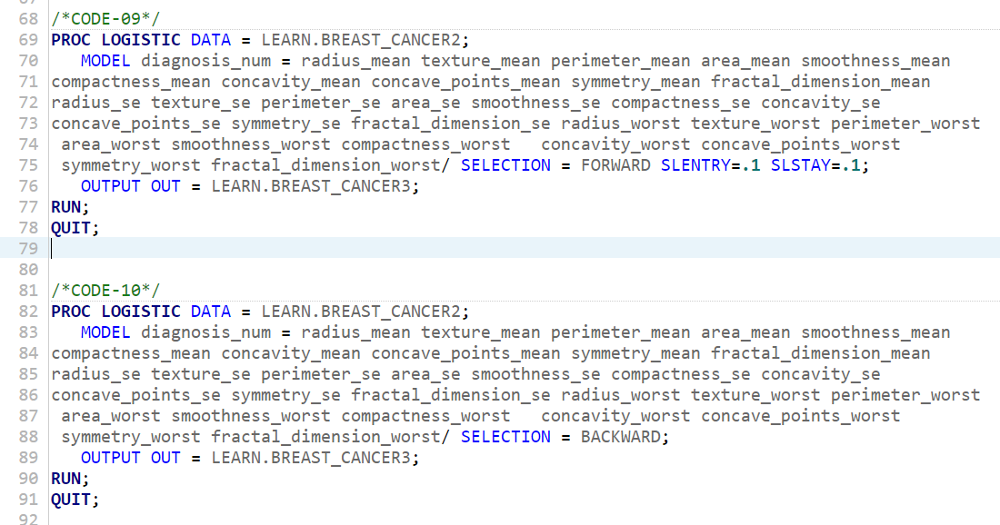 68 /*CODE-09*/
69 PROC LOGISTIC DATA = LEARN.BREAST_CANCER2;
70    MODEL diagnosis_num = radius_mean texture_mean perimeter_mean area_mean smoothness_mean
71 compactness_mean concavity_mean concave_points_mean symmetry_mean fractal_dimension_mean
72 radius_se texture_se perimeter_se area_se smoothness_se compactness_se concavity_se
73 concave_points_se symmetry_se fractal_dimension_se radius_worst texture_worst perimeter_worst
74  area_worst smoothness_worst compactness_worst   concavity_worst concave_points_worst
75  symmetry_worst fractal_dimension_worst/ SELECTION = FORWARD SLENTRY=.1 SLSTAY=.1;
76    OUTPUT OUT = LEARN.BREAST_CANCER3;
77 RUN;
78 QUIT;
79
80
81 /*CODE-10*/
82 PROC LOGISTIC DATA = LEARN.BREAST_CANCER2;
83    MODEL diagnosis_num = radius_mean texture_mean perimeter_mean area_mean smoothness_mean
84 compactness_mean concavity_mean concave_points_mean symmetry_mean fractal_dimension_mean
85 radius_se texture_se perimeter_se area_se smoothness_se compactness_se concavity_se
86 concave_points_se symmetry_se fractal_dimension_se radius_worst texture_worst perimeter_worst
87  area_worst smoothness_worst compactness_worst   concavity_worst concave_points_worst
88  symmetry_worst fractal_dimension_worst/ SELECTION = BACKWARD;
89    OUTPUT OUT = LEARN.BREAST_CANCER3;
90 RUN;
91 QUIT;
92